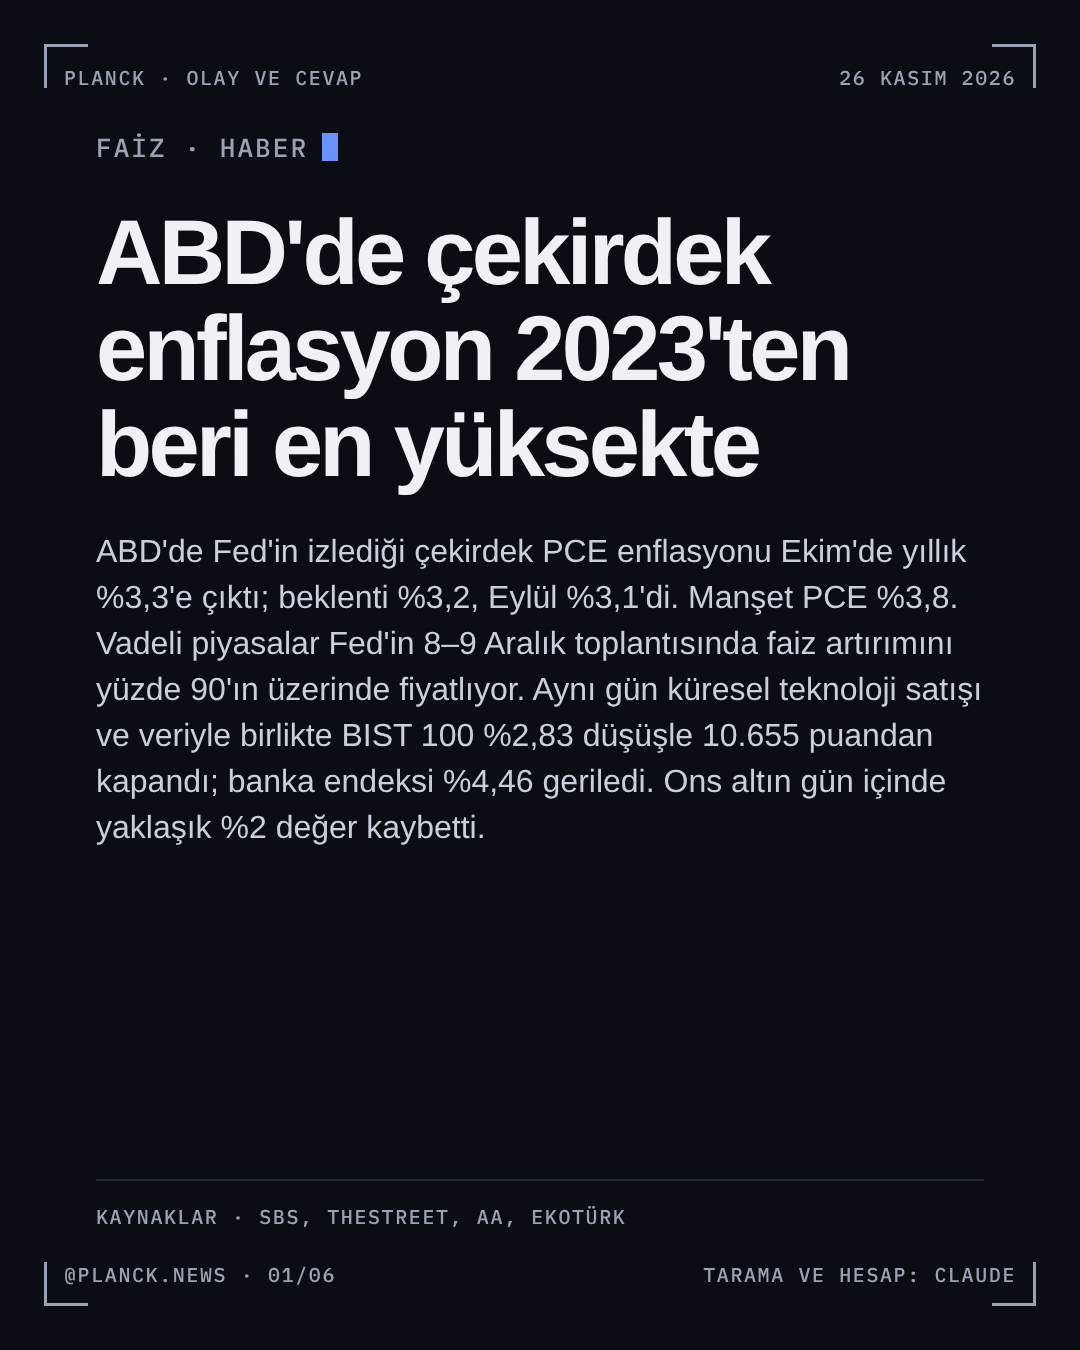 PLANCK · OLAY VE CEVAP
26 KASIM 2026
FAİZ · HABER
ABD'de çekirdek
enflasyon 2023'ten
beri en yüksekte
ABD'de Fed'in izlediği çekirdek PCE enflasyonu Ekim'de yıllık
%3,3'e çıktı; beklenti %3,2, Eylül %3,1'di. Manşet PCE %3,8.
Vadeli piyasalar Fed'in 8–9 Aralık toplantısında faiz artırımını
yüzde 90'ın üzerinde fiyatlıyor. Aynı gün küresel teknoloji satışı
ve veriyle birlikte BIST 100 %2,83 düşüşle 10.655 puandan
kapandı; banka endeksi %4,46 geriledi. Ons altın gün içinde
yaklaşık %2 değer kaybetti.
KAYNAKLAR · SBS, THESTREET, AA, EKOTÜRK
@PLANCK.NEWS · 01/06
TARAMA VE HESAP: CLAUDE